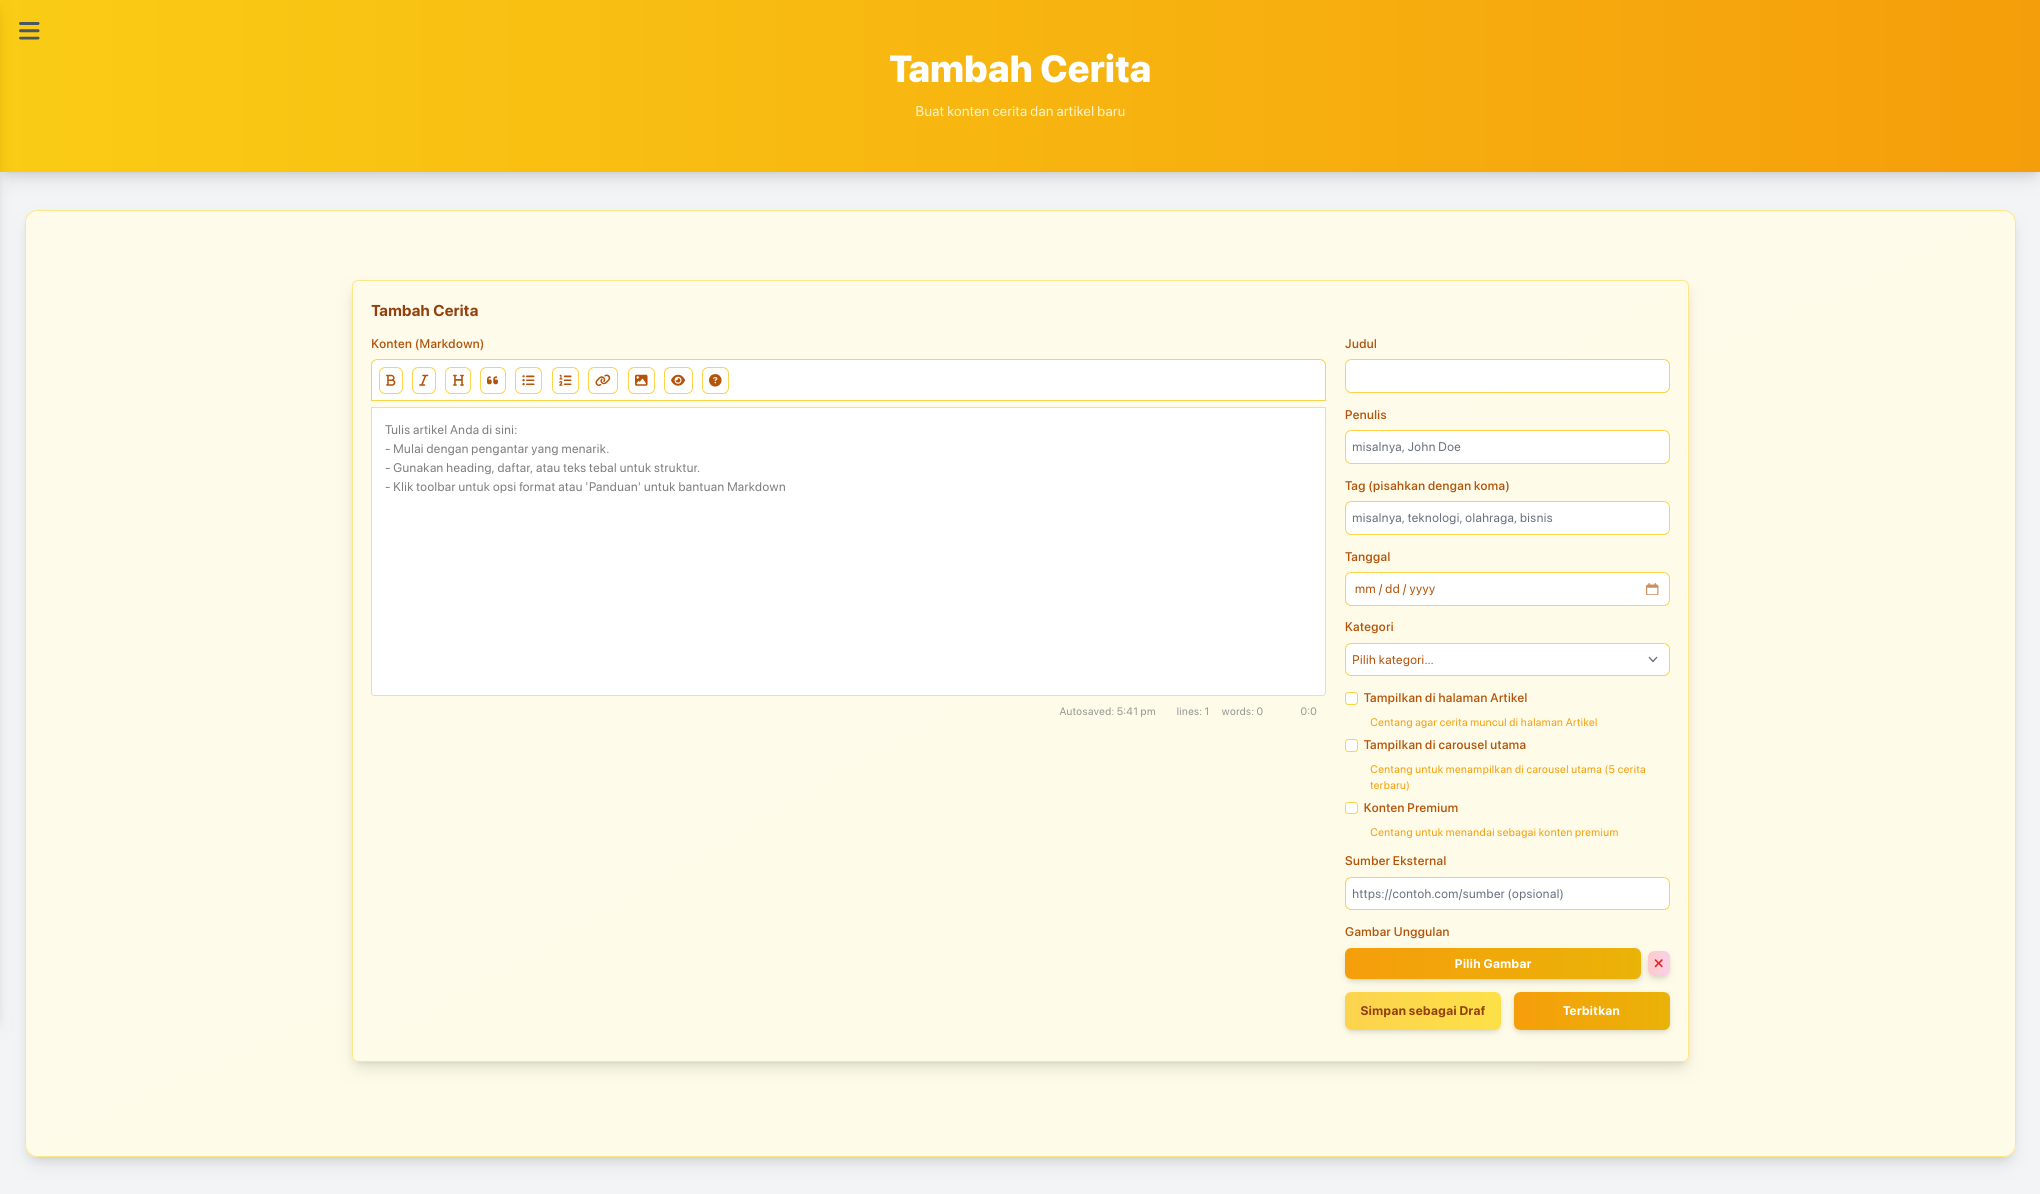 Tambah Cerita
Buat konten cerita dan artikel baru
Tambah Cerita
Konten (Markdown)
B I H
Tulis artikel Anda di sini:
- Mulai dengan pengantar yang menarik.
- Gunakan heading, daftar, atau teks tebal untuk struktur.
- Klik toolbar untuk opsi format atau 'Panduan' untuk bantuan Markdown
Autosaved: 5:41 pm lines: 1 words: 0 0:0
Judul
Penulis
misalnya, John Doe
Tag (pisahkan dengan koma)
misalnya, teknologi, olahraga, bisnis
Tanggal
mm / dd / yyyy
Kategori
Pilih kategori...
Tampilkan di halaman Artikel
Centang agar cerita muncul di halaman Artikel
Tampilkan di carousel utama
Centang untuk menampilkan di carousel utama (5 cerita
terbaru)
Konten Premium
Centang untuk menandai sebagai konten premium
Sumber Eksternal
https://contoh.com/sumber (opsional)
Gambar Unggulan
Pilih Gambar
Simpan sebagai Draf
Terbitkan